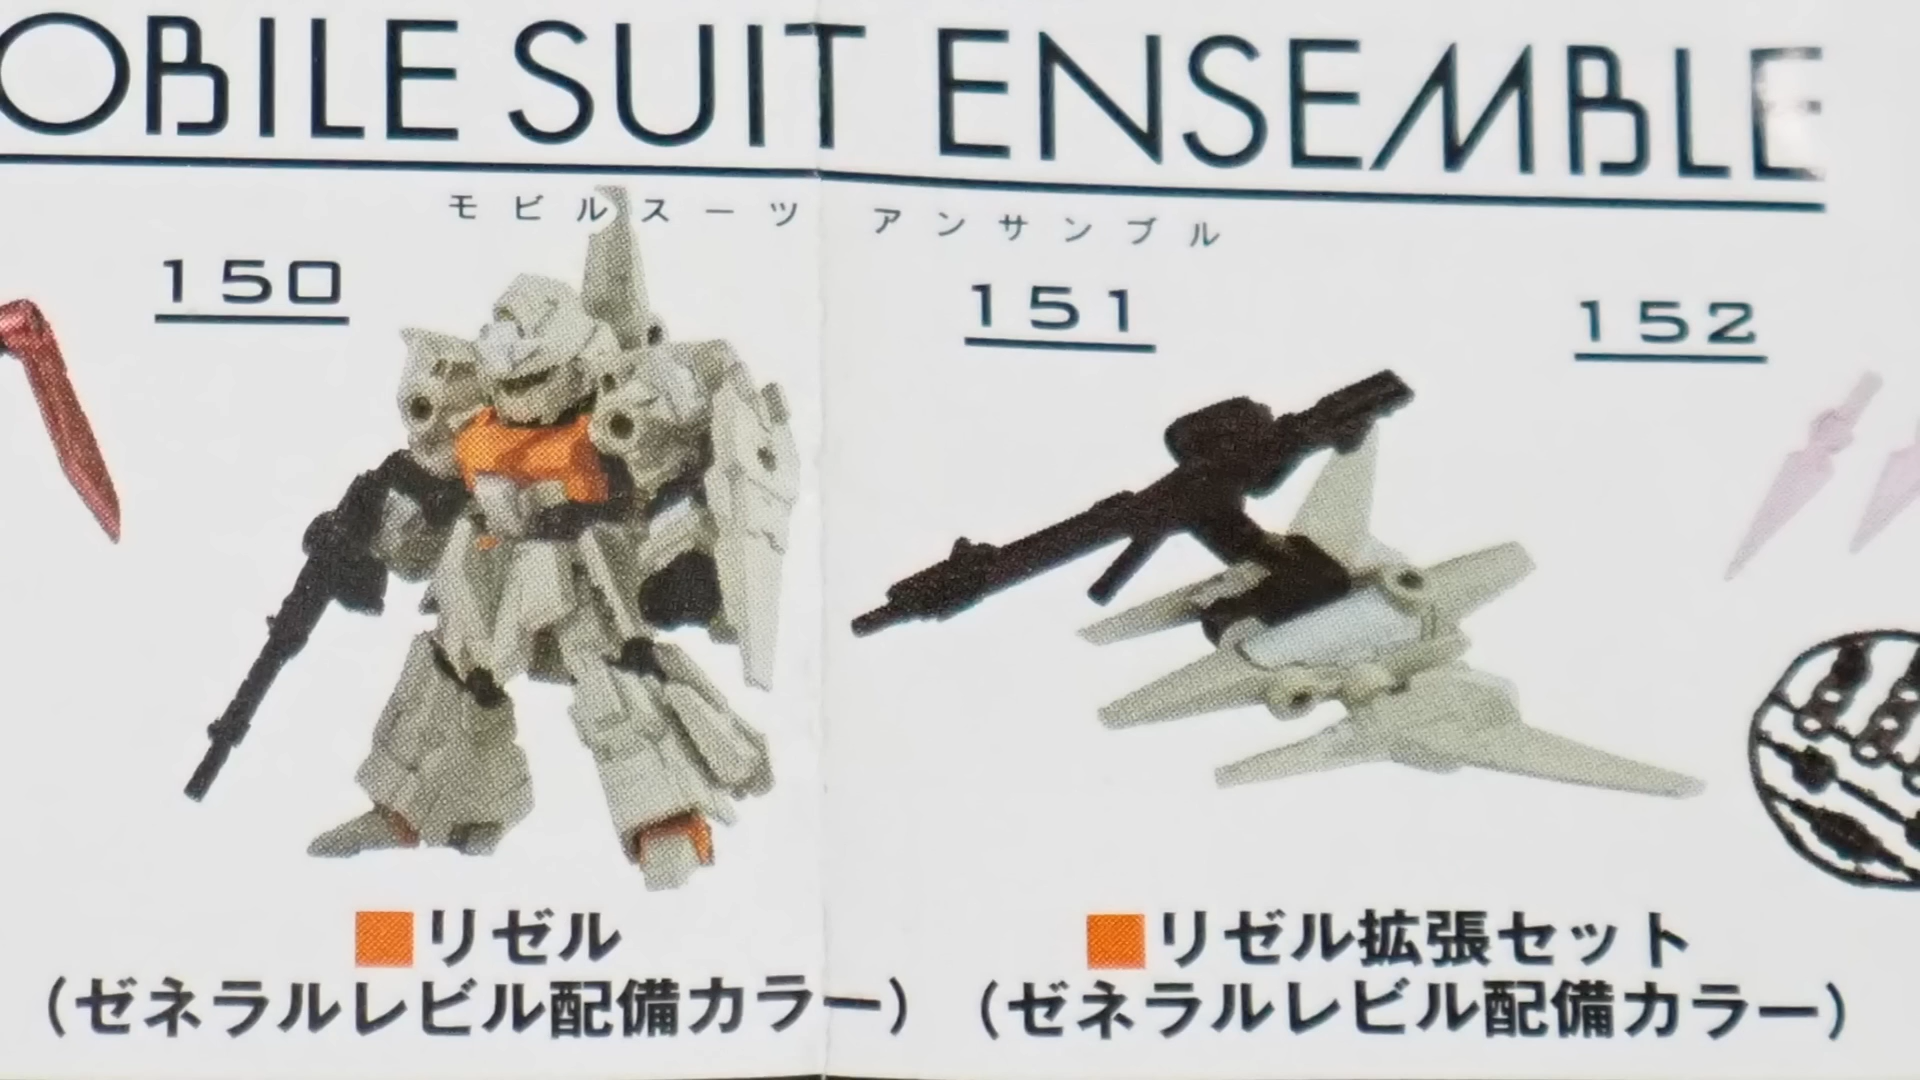 OBILE SUIT ENSEMBLE
モビルスーツ アンサンブル
150
151
152
■リゼル
(ゼネラルレビル配備カラー)
■リゼル拡張セット
(ゼネラルレビル配備カラー)